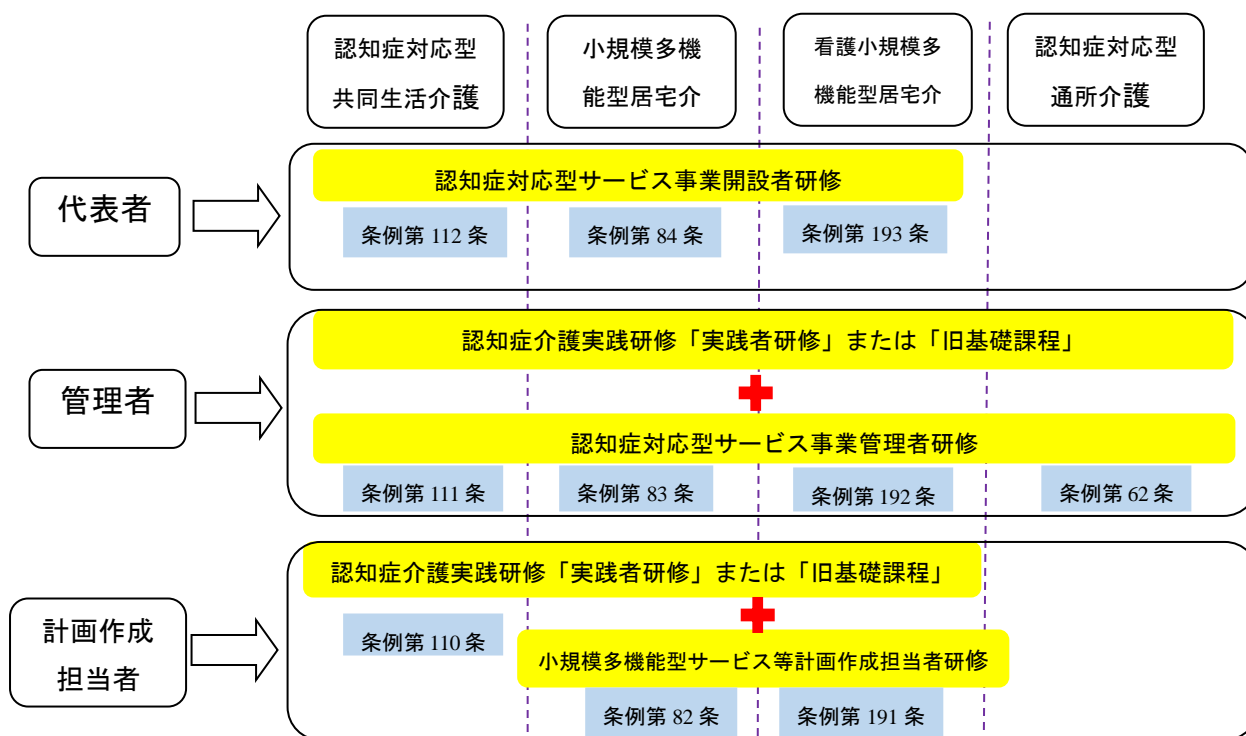 認知症対応型
共同生活介護
小規模多機
能型居宅介
看護小規模多
機能型居宅介
認知症対応型
通所介護
代表者
認知症対応型サービス事業開設者研修
条例第 112 条
条例第 84 条
条例第 193 条
管理者
認知症介護実践研修「実践者研修」または「旧基礎課程」
認知症対応型サービス事業管理者研修
条例第 111 条
条例第 83 条
条例第 192 条
条例第 62 条
計画作成
担当者
認知症介護実践研修「実践者研修」または「旧基礎課程」
条例第 110 条
小規模多機能型サービス等計画作成担当者研修
条例第 82 条
条例第 191 条